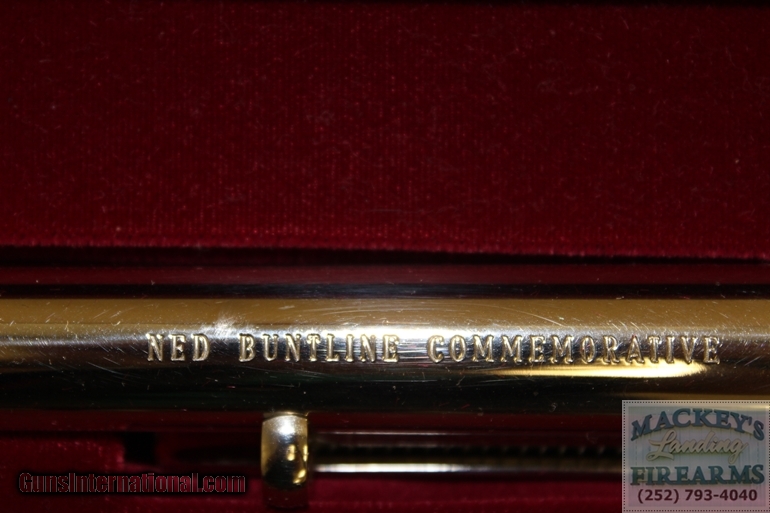 NED BUNTLINE COMMEMORATIVE
MACKEY'S
Landing
FIREARMS
(252) 793-4040
GunsInternational.com